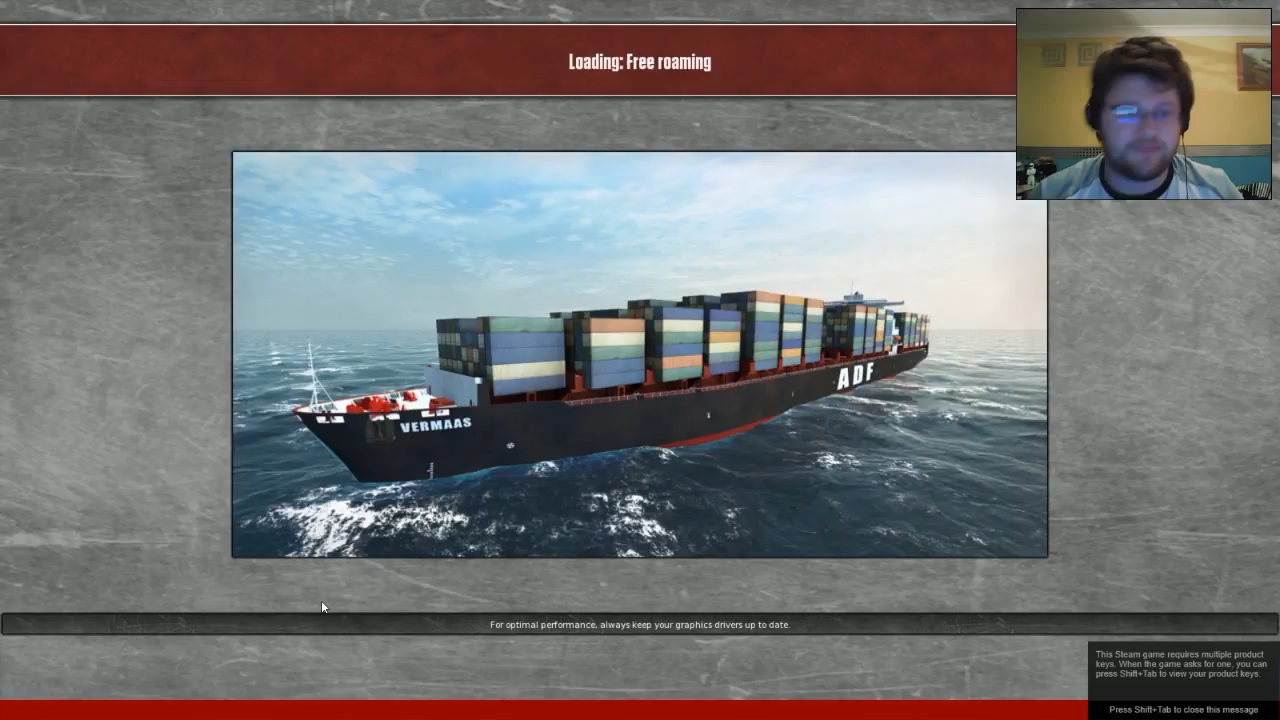 Loading: Free roaming
ADF
VERMAAS
For optimal performance, always keep your graphics drivers up to date.
This Steam game requires multiple product
keys. When the game asks for one, you can
press Shift+Tab to view your product keys.
Press Shift+Tab to close this message